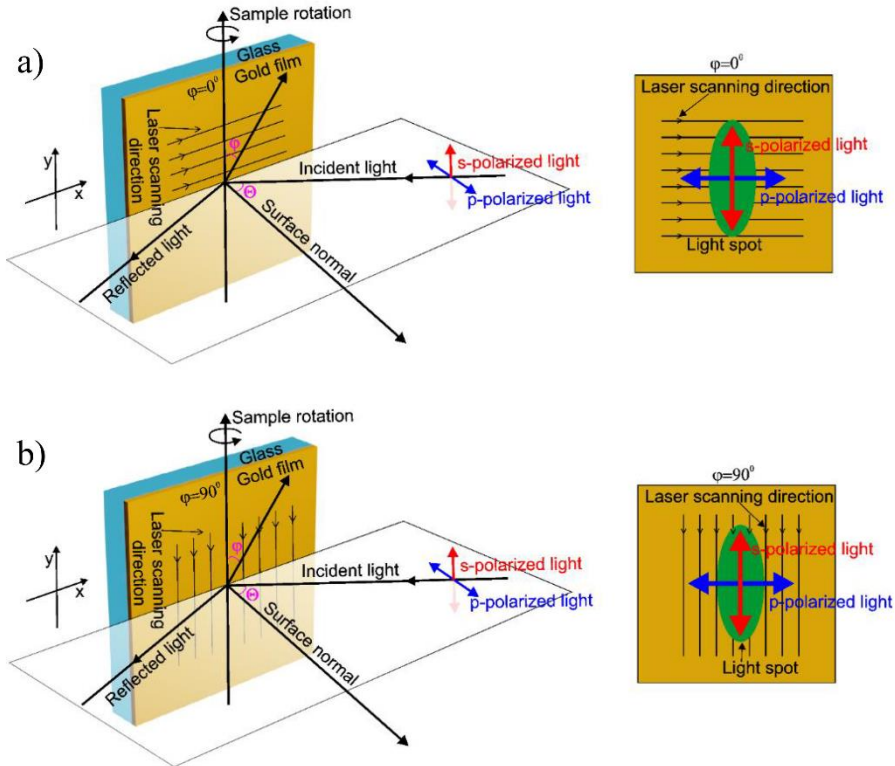 a)
Sample rotation
Glass
Gold film
φ=0⁰
Laser scanning
direction
φ
y
x
Θ
Incident light
s-polarized light
p-polarized light
Surface normal
Reflected light
φ=0⁰
Laser scanning direction
s-polarized light
p-polarized light
Light spot
b)
Sample rotation
Glass
Gold film
φ=90⁰
Laser scanning
direction
φ
y
x
Θ
Incident light
s-polarized light
p-polarized light
Surface normal
Reflected light
φ=90⁰
Laser scanning direction
s-polarized light
p-polarized light
Light spot